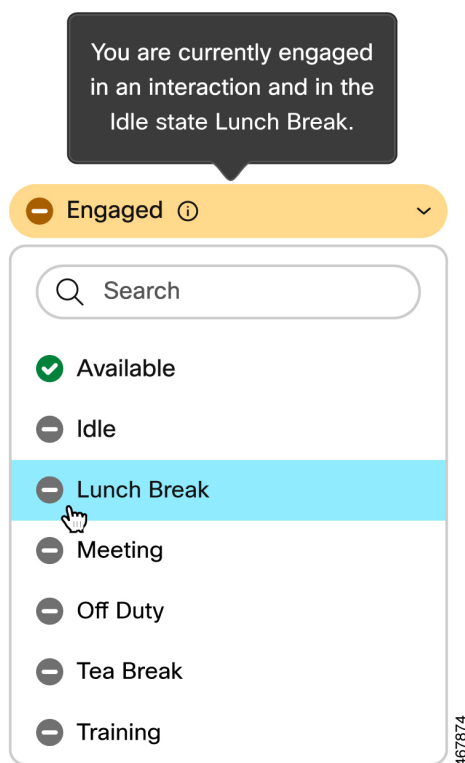 You are currently engaged
in an interaction and in the
Idle state Lunch Break.
Engaged
Search
Available
Idle
Lunch Break
Meeting
Off Duty
Tea Break
Training
467874